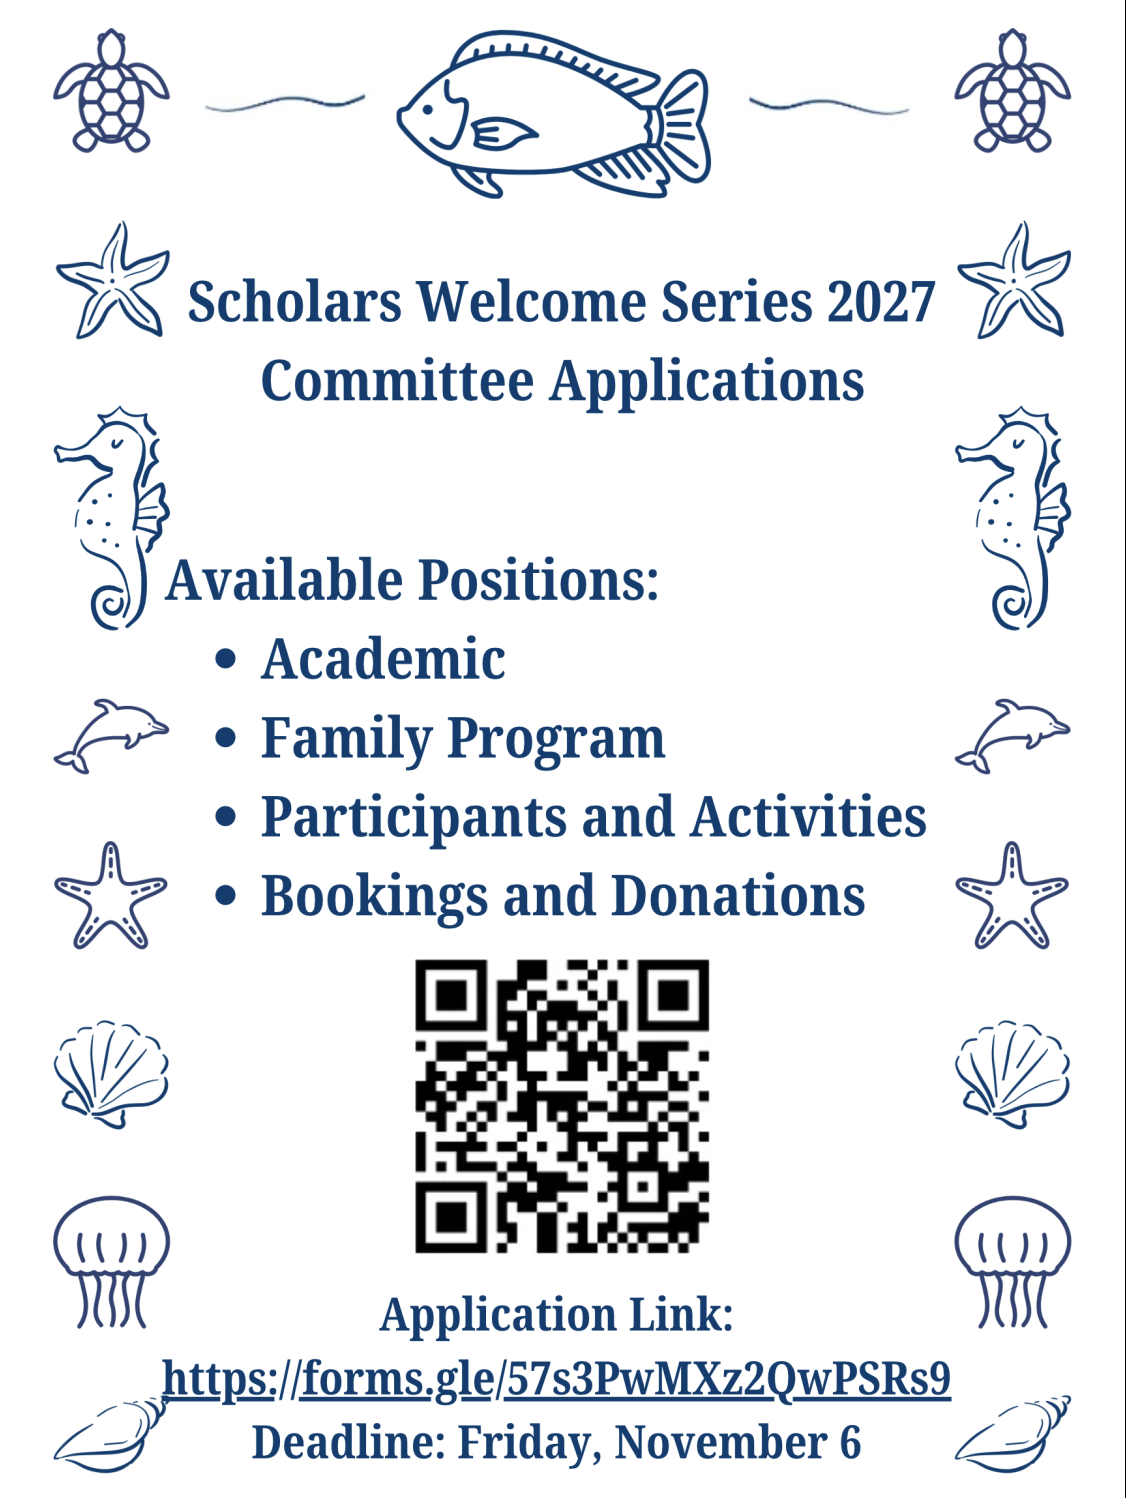 Scholars Welcome Series 2027
Committee Applications
Available Positions:
• Academic
• Family Program
• Participants and Activities
• Bookings and Donations
Application Link:
https://forms.gle/57s3PwMXz2QwPSRs9
Deadline: Friday, November 6